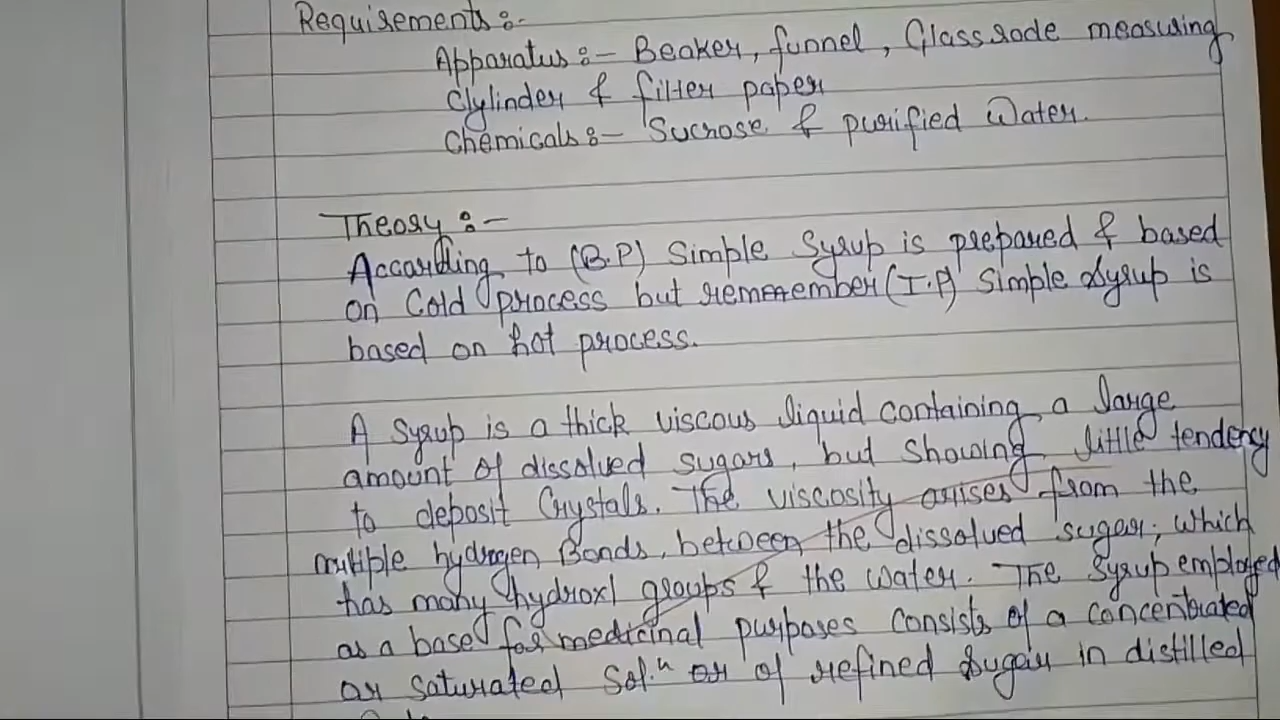 Requirements :-
Apparatus :- Beaker, funnel, Glass rode measuring
Cylinder & filter paper
Chemicals :- Sucrose & purified Water.
Theory :-
According to (B.P) Simple Syrup is prepared & based
on Cold process but rememember (I.P) Simple Syrup is
based on hot process.
A syrup is a thick viscous liquid containing a large
amount of dissolved sugars, but showing little tendency
to deposit Crystals. The viscosity arises from the
multiple hydrogen Bonds, between the dissolved sugar, which
has many hydroxl groups & the water. The Syrup employed
as a base for medicinal purposes consists of a concentrated
or saturated Sol.n or of refined Sugar in distilled